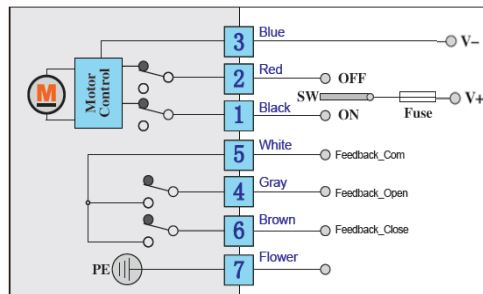 3 Blue V−
2 Red OFF
Motor Control
M
SW Fuse V+
1 Black ON
5 White Feedback_Com
4 Gray Feedback_Open
6 Brown Feedback_Close
PE 7 Flower